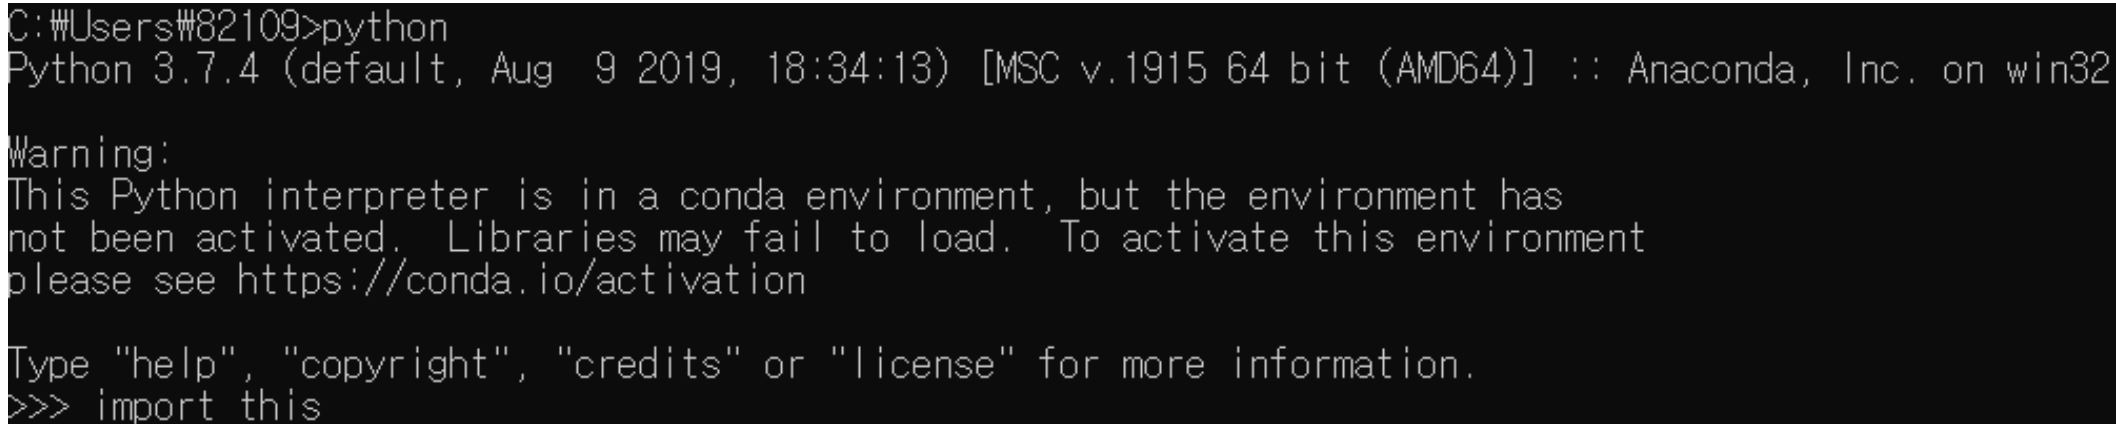 C:₩Users₩82109>python
Python 3.7.4 (default, Aug  9 2019, 18:34:13) [MSC v.1915 64 bit (AMD64)] :: Anaconda, Inc. on win32
Warning:
This Python interpreter is in a conda environment, but the environment has
not been activated.  Libraries may fail to load.  To activate this environment
please see https://conda.io/activation
Type "help", "copyright", "credits" or "license" for more information.
>>> import this